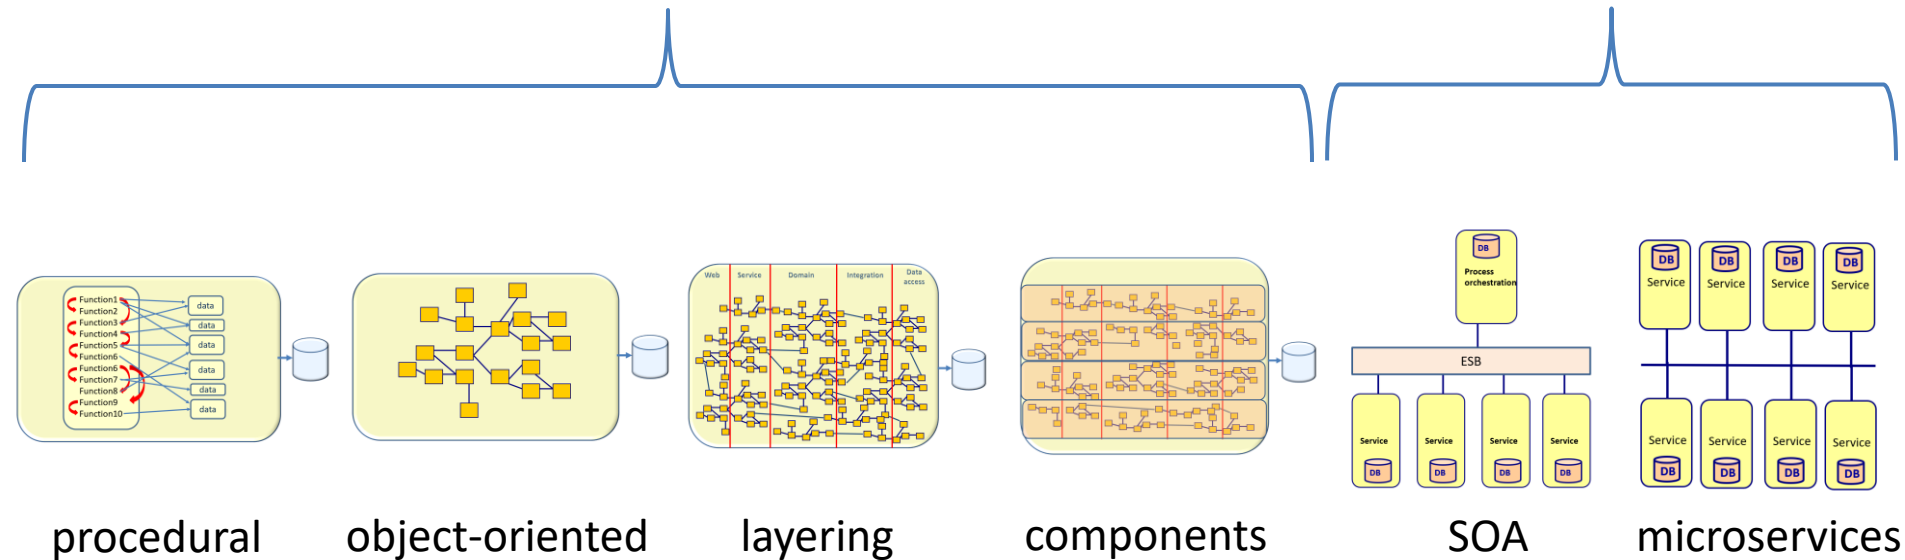 Function1
Function2
Function3
Function4
Function5
Function6
Function6
Function7
Function8
Function9
Function10
data
data
data
data
data
data
Web
Service
Domain
Integration
Data
access
DB
Process
orchestration
ESB
Service
DB
Service
DB
Service
DB
Service
DB
DB
Service
DB
Service
DB
Service
DB
Service
Service
DB
Service
DB
Service
DB
Service
DB
procedural
object-oriented
layering
components
SOA
microservices